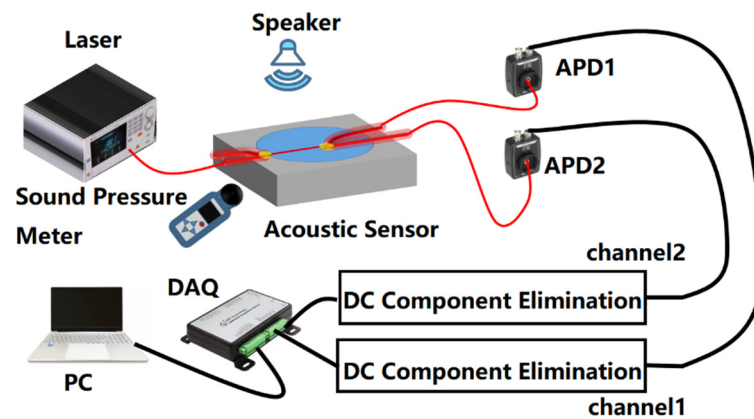 Speaker
Laser
APD1
APD2
Sound Pressure
Meter
Acoustic Sensor
channel2
DAQ
DC Component Elimination
DC Component Elimination
PC
channel1